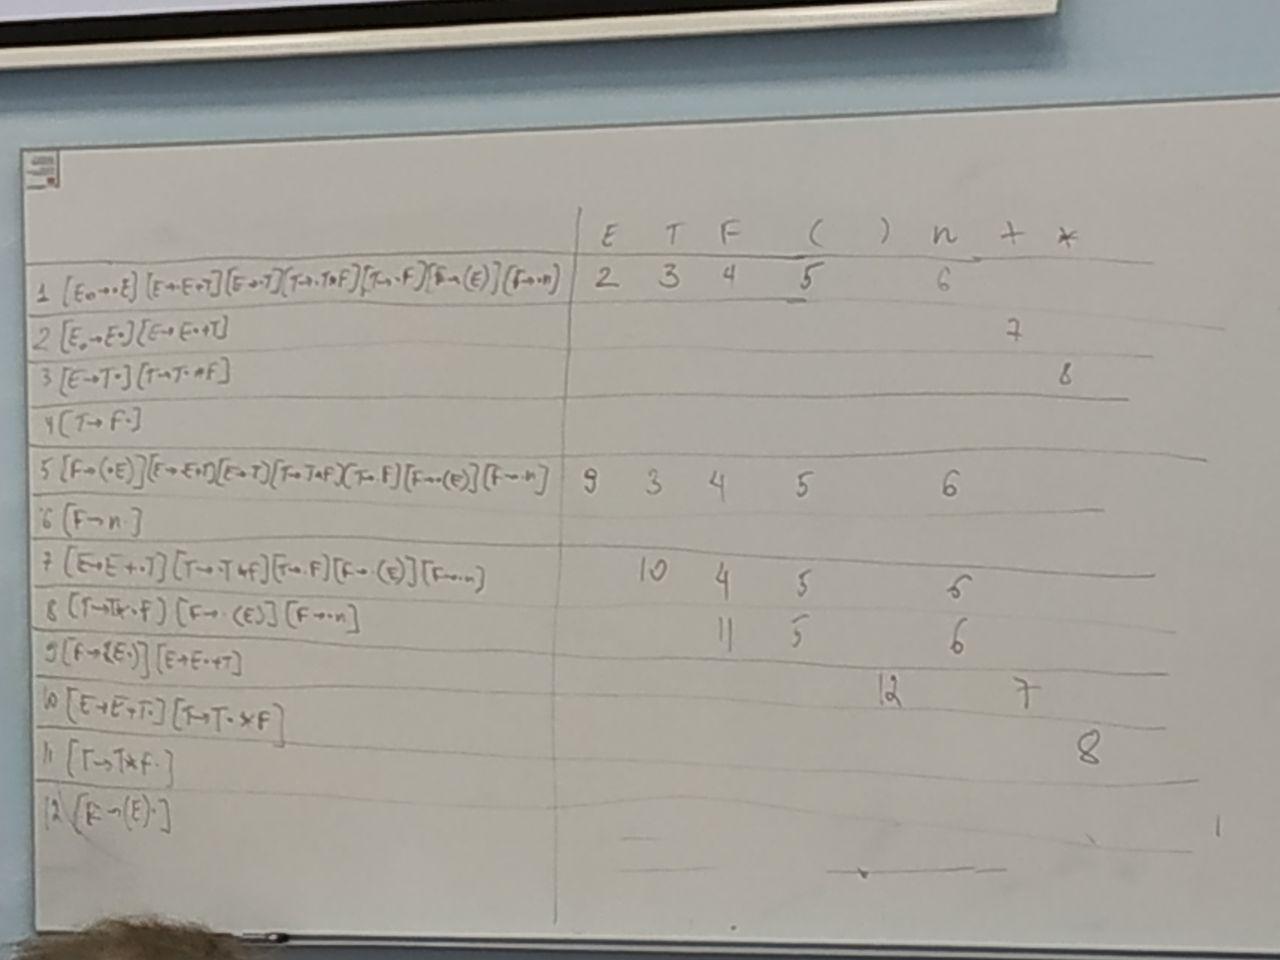 E T F ( ) n + *
1 [E₀→•E][E→•E+T][E→•T][T→•T*F][T→•F][F→•(E)][F→•n] 2 3 4 5 6
2 [E₀→E•][E→E•+T] 7
3 [E→T•][T→T•*F] 8
4 [T→F•]
5 [F→(•E)][E→•E+T][E→•T][T→•T*F][T→•F][F→•(E)][F→•n] 9 3 4 5 6
6 [F→n•]
7 [E→E+•T][T→•T*F][T→•F][F→•(E)][F→•n] 10 4 5 6
8 [T→T*•F][F→•(E)][F→•n] 11 5 6
9 [F→(E•)][E→E•+T] 12 7
10 [E→E+T•][T→T•*F] 8
11 [T→T*F•]
12 [F→(E)•]